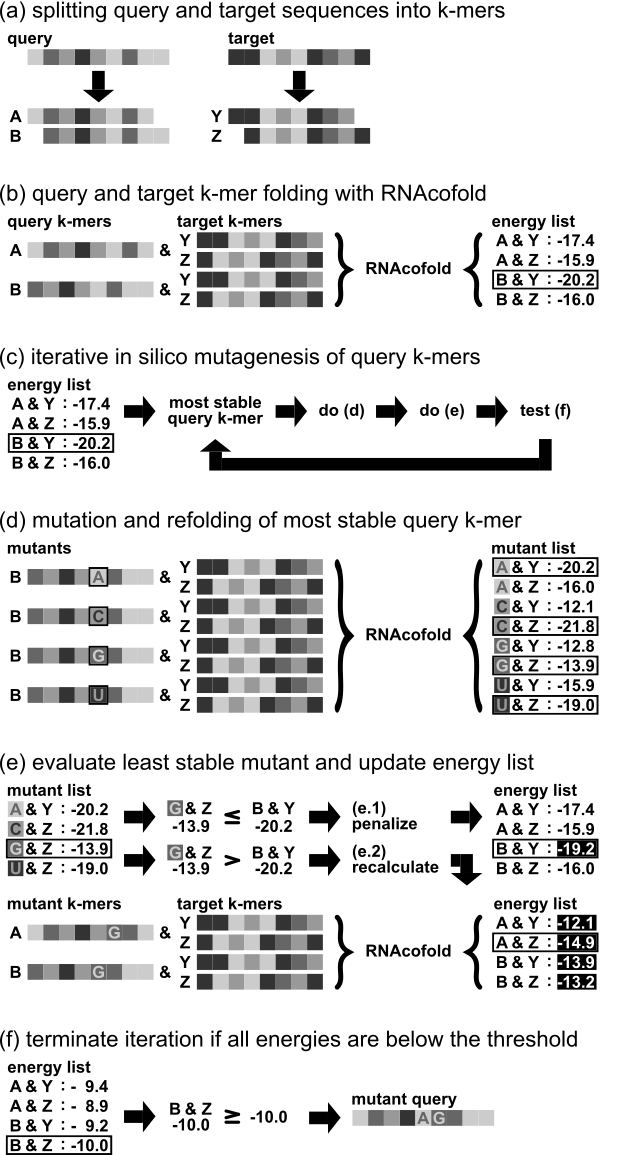 (a) splitting query and target sequences into k-mers
query target
A Y
B Z
(b) query and target k-mer folding with RNAcofold
query k-mers target k-mers energy list
A & Y Z RNAcofold A & Y : -17.4
A & Z : -15.9
B & Y Z B & Y : -20.2
B & Z : -16.0
(c) iterative in silico mutagenesis of query k-mers
energy list
A & Y : -17.4
A & Z : -15.9
B & Y : -20.2
B & Z : -16.0
most stable
query k-mer
do (d) do (e) test (f)
(d) mutation and refolding of most stable query k-mer
mutants mutant list
B A & Y Z
B C & Y Z
B G & Y Z
B U & Y Z
RNAcofold
A & Y : -20.2
A & Z : -16.0
C & Y : -12.1
C & Z : -21.8
G & Y : -12.8
G & Z : -13.9
U & Y : -15.9
U & Z : -19.0
(e) evaluate least stable mutant and update energy list
mutant list
A & Y : -20.2
C & Z : -21.8
G & Z : -13.9
U & Z : -19.0
G & Z ≤ B & Y
-13.9 -20.2
(e.1)
penalize
G & Z > B & Y
-13.9 -20.2
(e.2)
recalculate
energy list
A & Y : -17.4
A & Z : -15.9
B & Y : -19.2
B & Z : -16.0
mutant k-mers target k-mers energy list
A G & Y Z
B G & Y Z
RNAcofold
A & Y : -12.1
A & Z : -14.9
B & Y : -13.9
B & Z : -13.2
(f) terminate iteration if all energies are below the threshold
energy list
A & Y : - 9.4
A & Z : - 8.9
B & Y : - 9.2
B & Z : -10.0
B & Z ≥ -10.0
-10.0
mutant query
A G